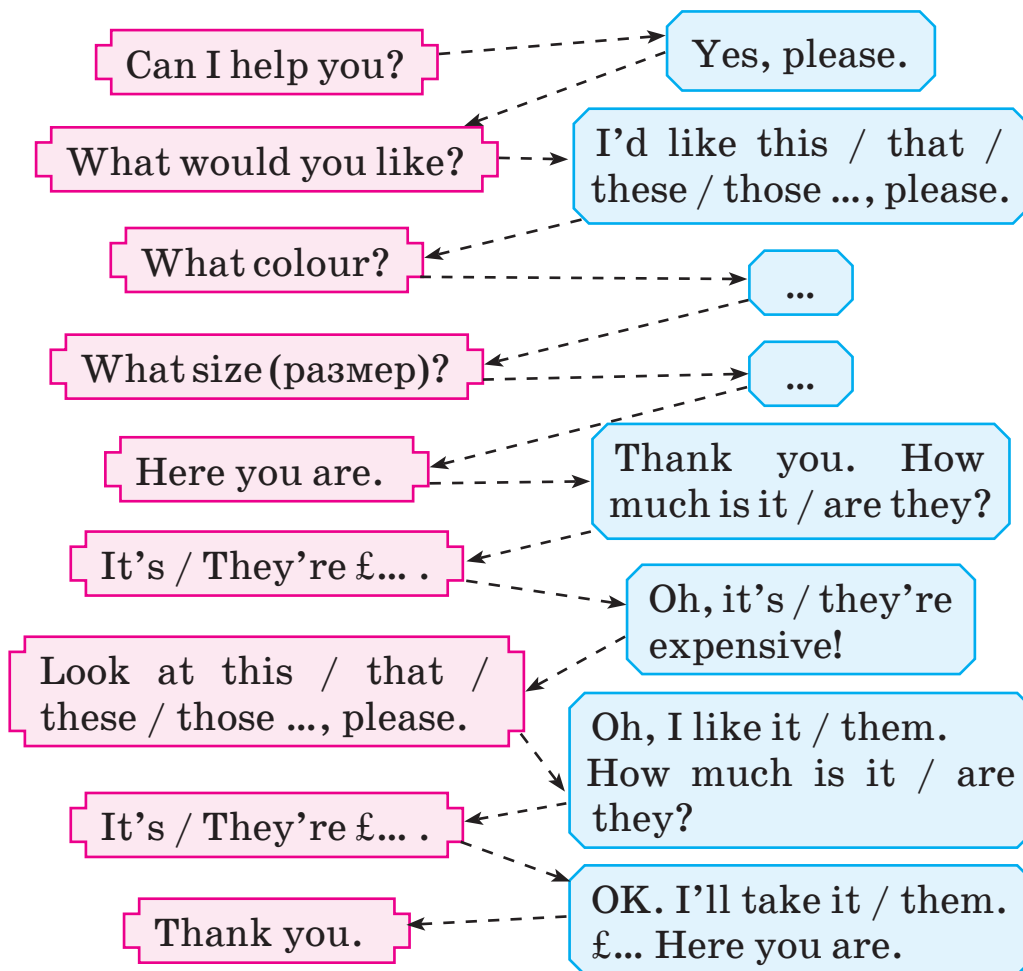 Can I help you?
Yes, please.
What would you like?
I'd like this / that /
these / those ..., please.
What colour?
...
What size (размер)?
...
Here you are.
Thank you. How
much is it / are they?
It's / They're £... .
Oh, it's / they're
expensive!
Look at this / that /
these / those ..., please.
Oh, I like it / them.
How much is it / are
they?
It's / They're £... .
OK. I'll take it / them.
£... Here you are.
Thank you.